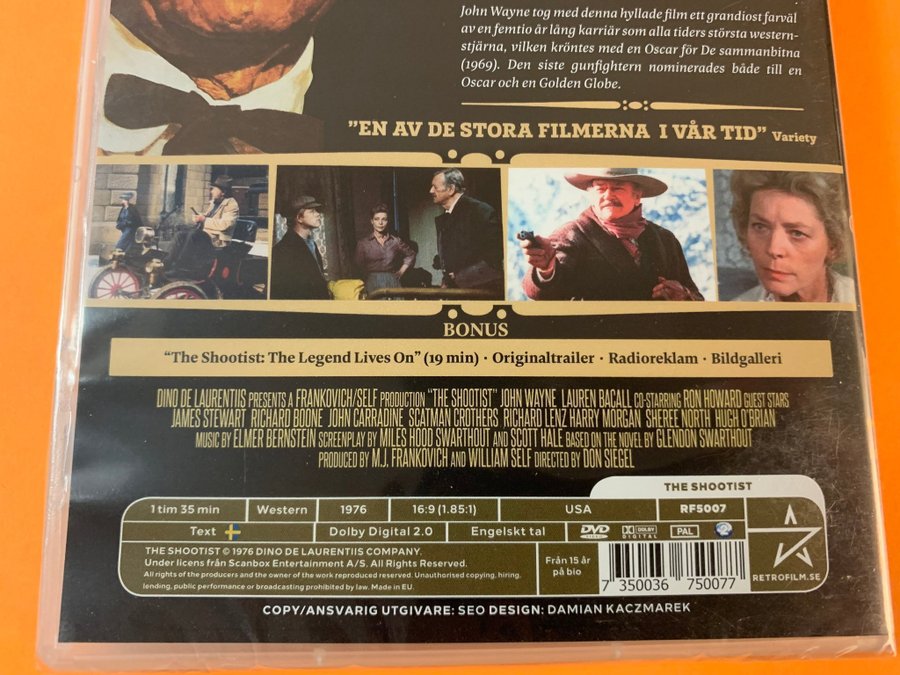 John Wayne tog med denna hyllade film ett grandiost farväl
av en femtio år lång karriär som alla tiders största western-
stjärna, vilken kröntes med en Oscar för De sammanbitna
(1969). Den siste gunfightern nominerades både till en
Oscar och en Golden Globe.
"EN AV DE STORA FILMERNA I VÅR TID" Variety
BONUS
"The Shootist: The Legend Lives On" (19 min) · Originaltrailer · Radioreklam · Bildgalleri
DINO DE LAURENTIIS PRESENTS A FRANKOVICH/SELF PRODUCTION "THE SHOOTIST" JOHN WAYNE LAUREN BACALL CO-STARRING RON HOWARD GUEST STARS
JAMES STEWART RICHARD BOONE JOHN CARRADINE SCATMAN CROTHERS RICHARD LENZ HARRY MORGAN SHEREE NORTH HUGH O'BRIAN
MUSIC BY ELMER BERNSTEIN SCREENPLAY BY MILES HOOD SWARTHOUT AND SCOTT HALE BASED ON THE NOVEL BY GLENDON SWARTHOUT
PRODUCED BY M.J. FRANKOVICH AND WILLIAM SELF DIRECTED BY DON SIEGEL
THE SHOOTIST
1 tim 35 min Western 1976 16:9 (1.85:1) USA RF5007
Text Dolby Digital 2.0 Engelskt tal DVD VIDEO DOLBY DIGITAL PAL
THE SHOOTIST © 1976 DINO DE LAURENTIIS COMPANY.
Under licens från Scanbox Entertainment A/S. All Rights Reserved.
All rights of the producers and the owner of the work reproduced reserved. Unauthorised copying, hiring,
lending, public performance or broadcasting prohibited by law. Made in EU.
Från 15 år
på bio
7 350036 750077
RETROFILM.SE
COPY/ANSVARIG UTGIVARE: SEO DESIGN: DAMIAN KACZMAREK